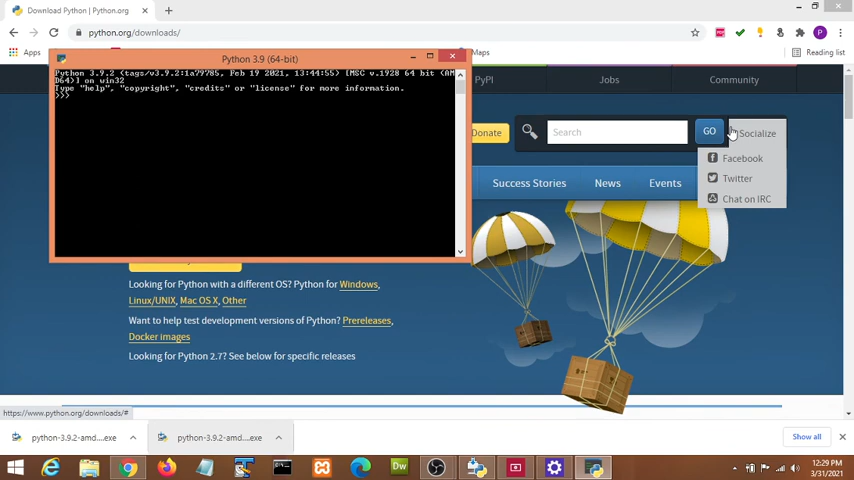 Download Python | Python.org
python.org/downloads/
P
Apps
Maps
Reading list
Python 3.9 (64-bit)
Python 3.9.2 (tags/v3.9.2:1a79785, Feb 19 2021, 13:44:55) [MSC v.1928 64 bit (AM
D64)] on win32
Type "help", "copyright", "credits" or "license" for more information.
>>>
PyPI
Jobs
Community
Donate
Search
GO
Socialize
Facebook
Twitter
Chat on IRC
Success Stories
News
Events
Looking for Python with a different OS? Python for Windows,
Linux/UNIX, Mac OS X, Other
Want to help test development versions of Python? Prereleases,
Docker images
Looking for Python 2.7? See below for specific releases
https://www.python.org/downloads/#
python-3.9.2-amd....exe
python-3.9.2-amd....exe
Show all
Dw
12:29 PM
3/31/2021